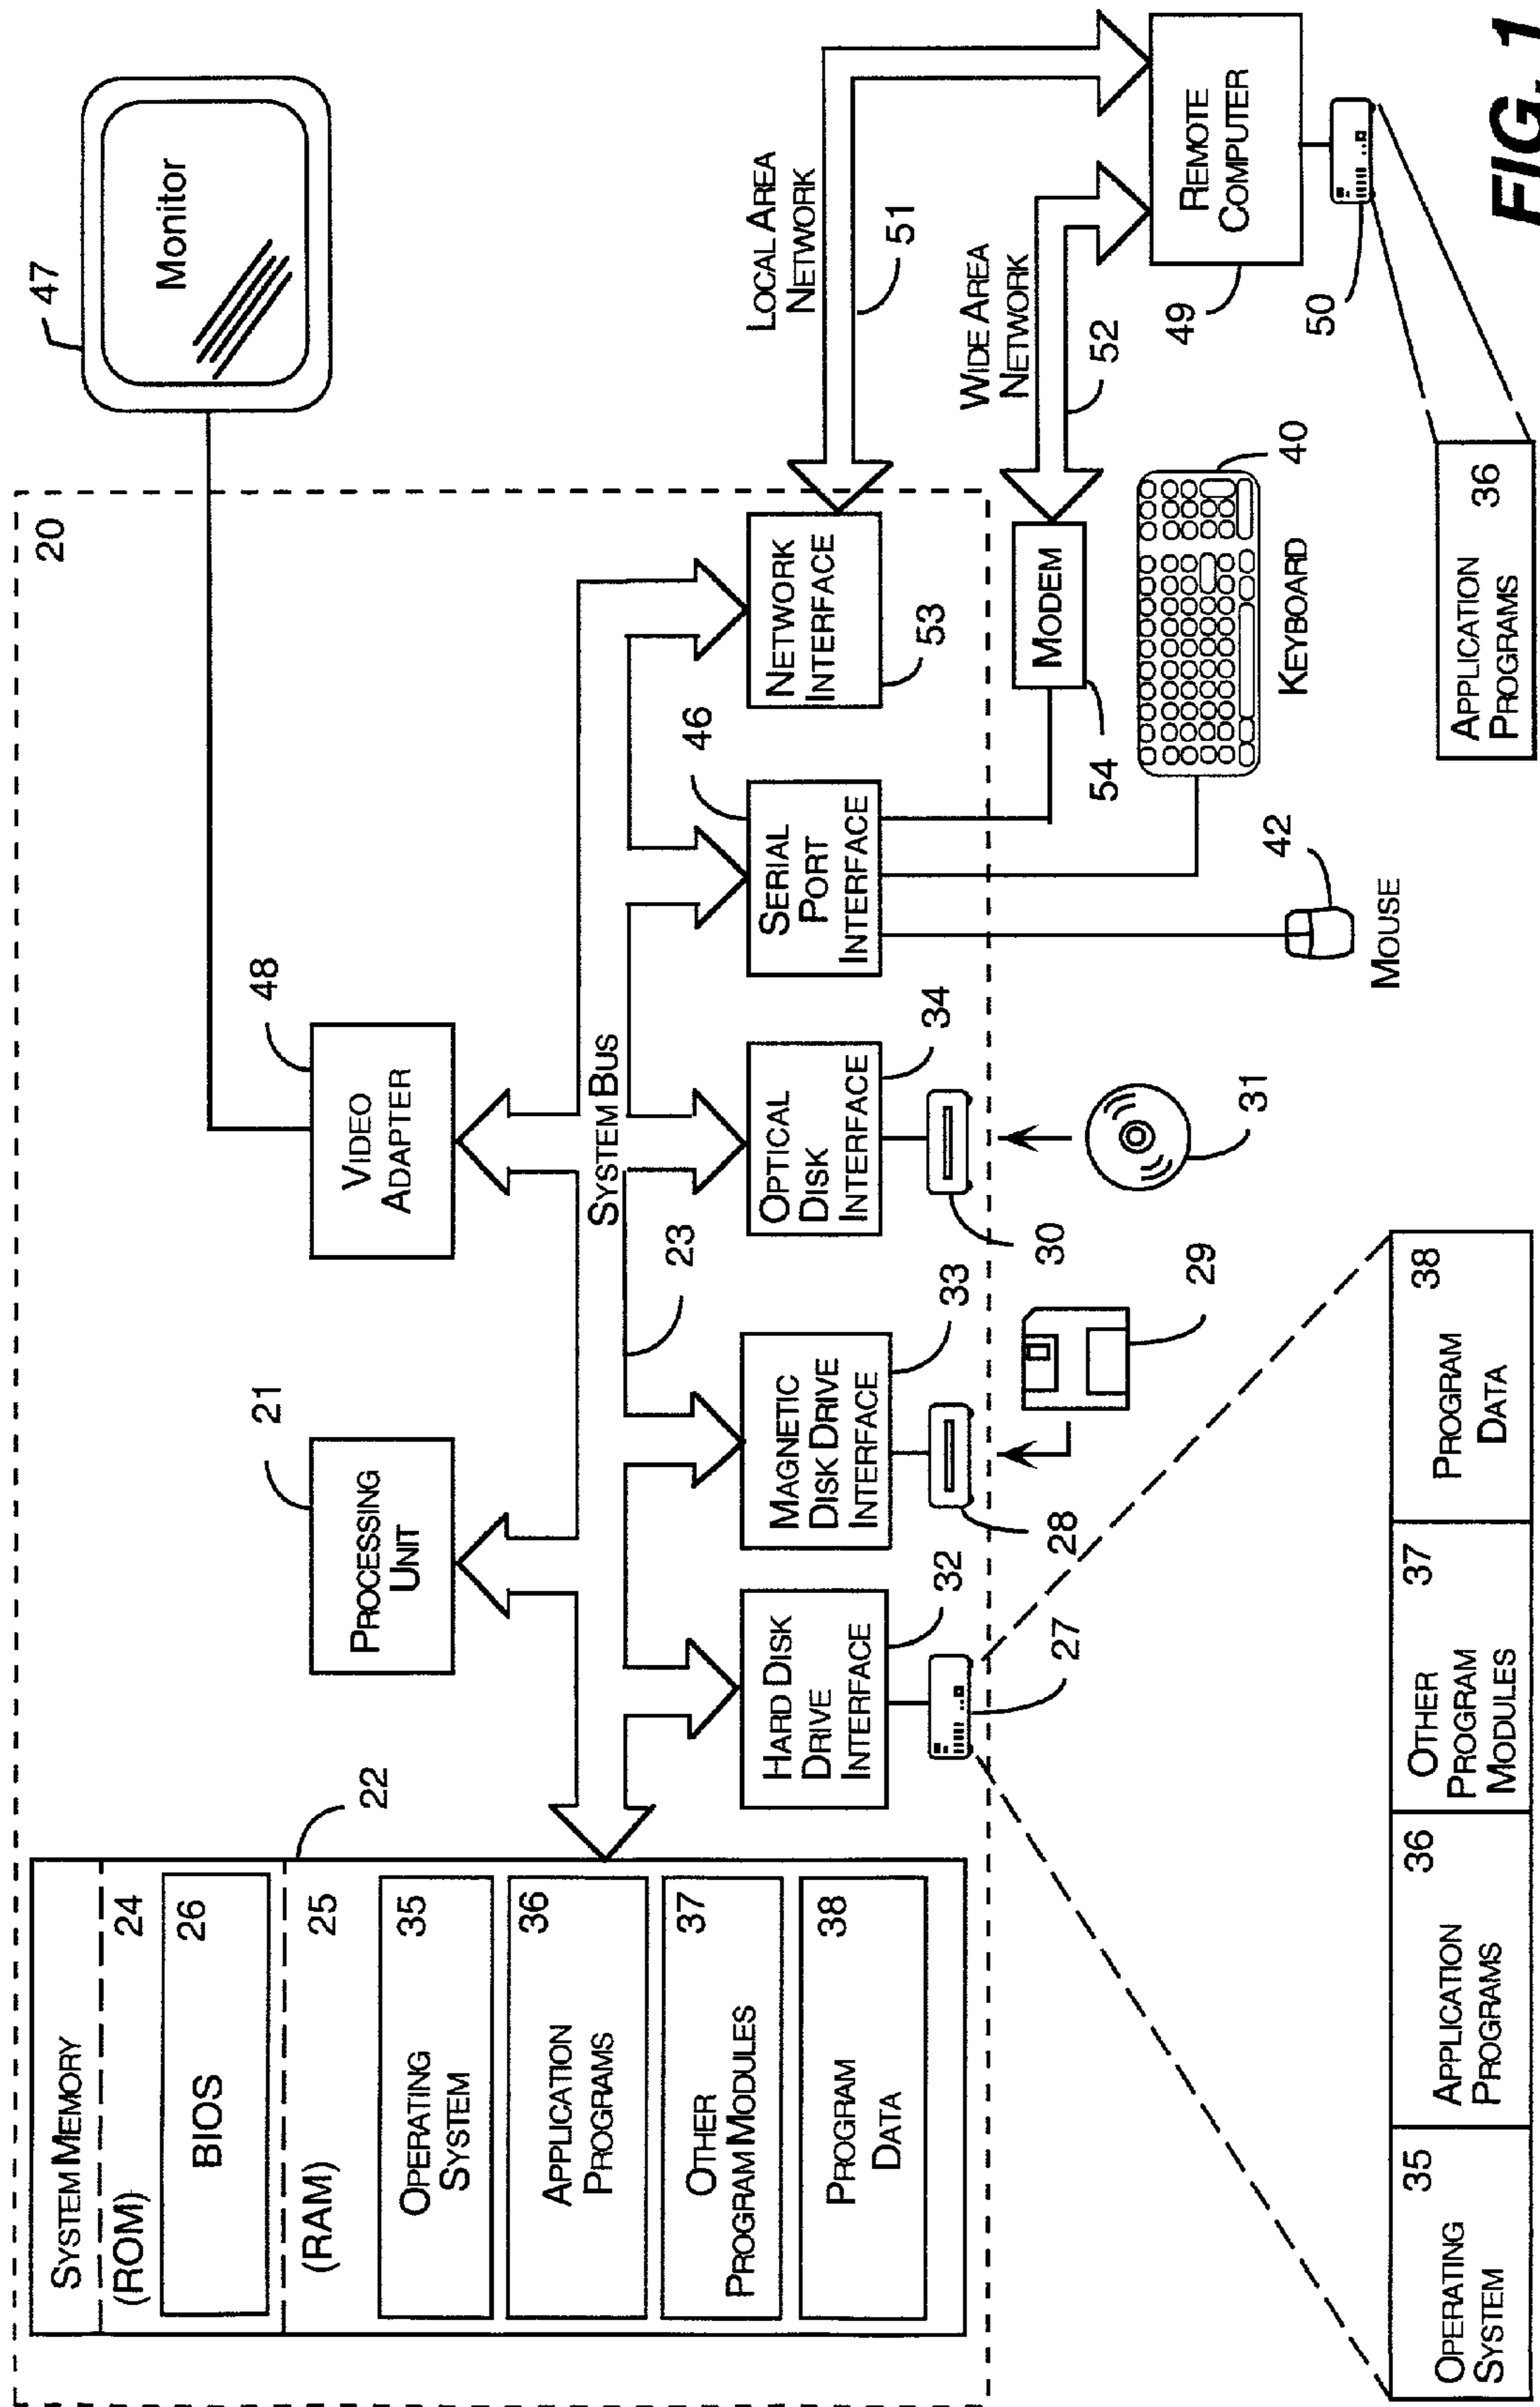 20
SYSTEM MEMORY
(ROM) 24
BIOS 26
(RAM) 25
OPERATING
SYSTEM
35
APPLICATION
PROGRAMS
36
OTHER
PROGRAM MODULES
37
PROGRAM
DATA
38
22
21
PROCESSING
UNIT
48
VIDEO
ADAPTER
47
Monitor
SYSTEM BUS
23
HARD DISK
DRIVE
INTERFACE
32
27
MAGNETIC
DISK DRIVE
INTERFACE
33
28
29
OPTICAL
DISK
INTERFACE
34
30
31
SERIAL
PORT
INTERFACE
46
NETWORK
INTERFACE
53
LOCAL AREA
NETWORK
51
WIDE AREA
NETWORK
52
MODEM
54
40
KEYBOARD
42
MOUSE
REMOTE
COMPUTER
49
50
APPLICATION
PROGRAMS
36
OPERATING
SYSTEM
35
APPLICATION
PROGRAMS
36
OTHER
PROGRAM
MODULES
37
PROGRAM
DATA
38
FIG. 1